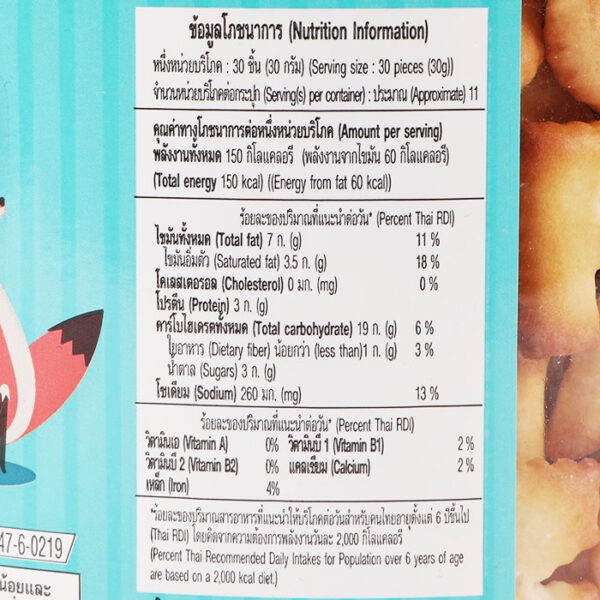 ข้อมูลโภชนาการ (Nutrition Information)
หนึ่งหน่วยบริโภค : 30 ชิ้น (30 กรัม) (Serving size : 30 pieces (30g))
จำนวนหน่วยบริโภคต่อกระปุก (Serving(s) per container) : ประมาณ (Approximate) 11
คุณค่าทางโภชนาการต่อหนึ่งหน่วยบริโภค (Amount per serving)
พลังงานทั้งหมด 150 กิโลแคลอรี (พลังงานจากไขมัน 60 กิโลแคลอรี)
(Total energy 150 kcal) ((Energy from fat 60 kcal))
ร้อยละของปริมาณที่แนะนำต่อวัน* (Percent Thai RDI)
ไขมันทั้งหมด (Total fat) 7 ก. (g) 11 %
ไขมันอิ่มตัว (Saturated fat) 3.5 ก. (g) 18 %
โคเลสเตอรอล (Cholesterol) 0 มก. (mg) 0 %
โปรตีน (Protein) 3 ก. (g)
คาร์โบไฮเดรตทั้งหมด (Total carbohydrate) 19 ก. (g) 6 %
ใยอาหาร (Dietary fiber) น้อยกว่า (less than)1 ก. (g) 3 %
น้ำตาล (Sugars) 3 ก. (g)
โซเดียม (Sodium) 260 มก. (mg) 13 %
ร้อยละของปริมาณที่แนะนำต่อวัน* (Percent Thai RDI)
วิตามินเอ (Vitamin A) 0% วิตามินบี 1 (Vitamin B1) 2 %
วิตามินบี 2 (Vitamin B2) 0% แคลเซียม (Calcium) 2 %
เหล็ก (Iron) 4%
*ร้อยละของปริมาณสารอาหารที่แนะนำให้บริโภคต่อวันสำหรับคนไทยอายุตั้งแต่ 6 ปีขึ้นไป
(Thai RDI) โดยคิดจากความต้องการพลังงานวันละ 2,000 กิโลแคลอรี
(Percent Thai Recommended Daily Intakes for Population over 6 years of age
are based on a 2,000 kcal diet.)
47-6-0219
น้อยและ